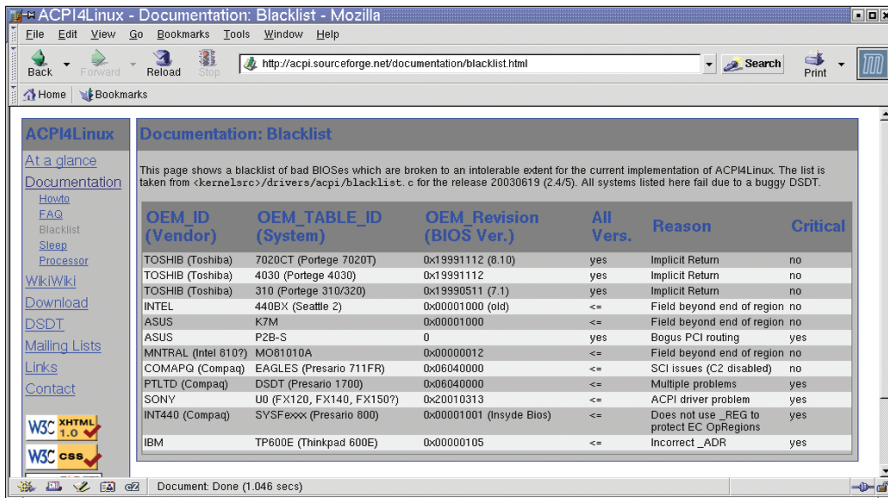 ACPI4Linux - Documentation: Blacklist - Mozilla
File Edit View Go Bookmarks Tools Window Help
Back Forward Reload Stop http://acpi.sourceforge.net/documentation/blacklist.html Search Print
Home Bookmarks
ACPI4Linux
At a glance
Documentation
Howto
FAQ
Blacklist
Sleep
Processor
WikiWiki
Download
DSDT
Mailing Lists
Links
Contact
W3C XHTML 1.0
W3C css
Documentation: Blacklist
This page shows a blacklist of bad BIOSes which are broken to an intolerable extent for the current implementation of ACPI4Linux. The list is
taken from <kernelsrc>/drivers/acpi/blacklist.c for the release 20030619 (2.4/5). All systems listed here fail due to a buggy DSDT.
OEM_ID (Vendor) OEM_TABLE_ID (System) OEM_Revision (BIOS Ver.) All Vers. Reason Critical
TOSHIB (Toshiba) 7020CT (Portege 7020T) 0x19991112 (8.10) yes Implicit Return no
TOSHIB (Toshiba) 4030 (Portege 4030) 0x19991112 yes Implicit Return no
TOSHIB (Toshiba) 310 (Portege 310/320) 0x19990511 (7.1) yes Implicit Return no
INTEL 440BX (Seattle 2) 0x00001000 (old) <= Field beyond end of region no
ASUS K7M 0x00001000 <= Field beyond end of region no
ASUS P2B-S 0 yes Bogus PCI routing yes
MNTRAL (Intel 810?) MO81010A 0x00000012 <= Field beyond end of region no
COMAPQ (Compaq) EAGLES (Presario 711FR) 0x06040000 <= SCI issues (C2 disabled) no
PTLTD (Compaq) DSDT (Presario 1700) 0x06040000 <= Multiple problems yes
SONY U0 (FX120, FX140, FX150?) 0x20010313 <= ACPI driver problem yes
INT440 (Compaq) SYSFexxx (Presario 800) 0x00001001 (Insyde Bios) <= Does not use _REG to protect EC OpRegions yes
IBM TP600E (Thinkpad 600E) 0x00000105 <= Incorrect _ADR yes
Document: Done (1.046 secs)